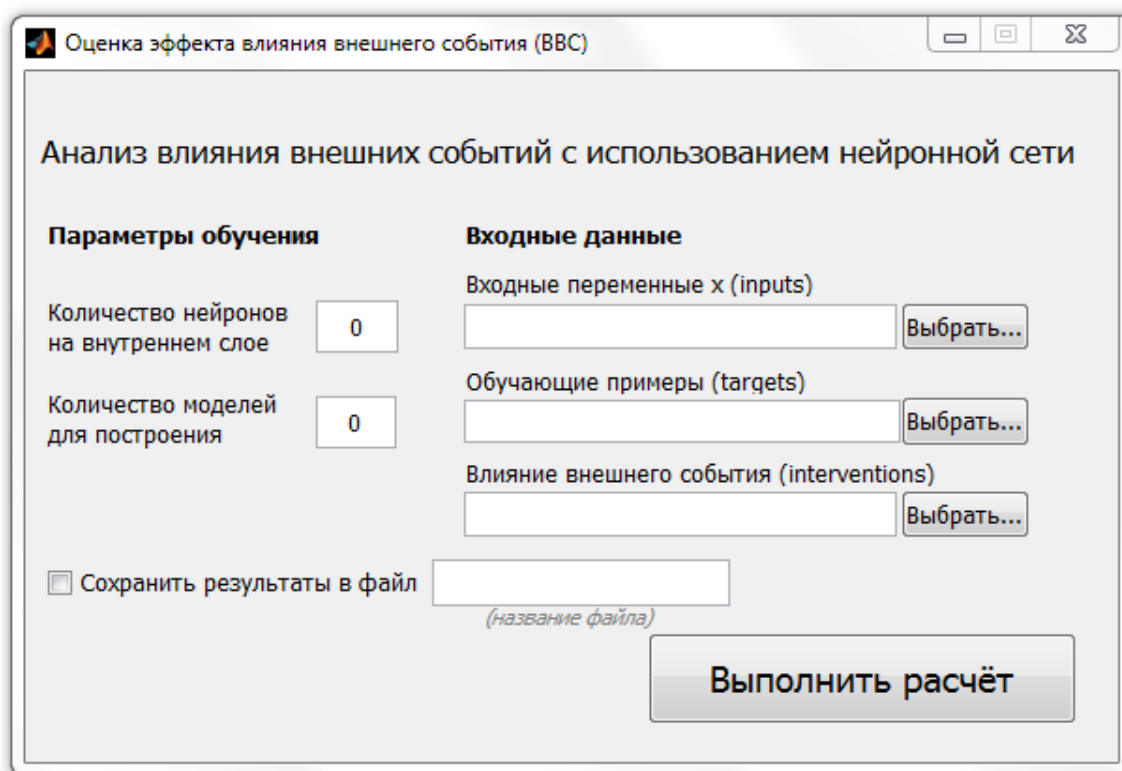 Оценка эффекта влияния внешнего события (ВВС)
Анализ влияния внешних событий с использованием нейронной сети
Параметры обучения
Количество нейронов
на внутреннем слое
0
Количество моделей
для построения
0
Входные данные
Входные переменные x (inputs)
Выбрать...
Обучающие примеры (targets)
Выбрать...
Влияние внешнего события (interventions)
Выбрать...
Сохранить результаты в файл
(название файла)
Выполнить расчёт